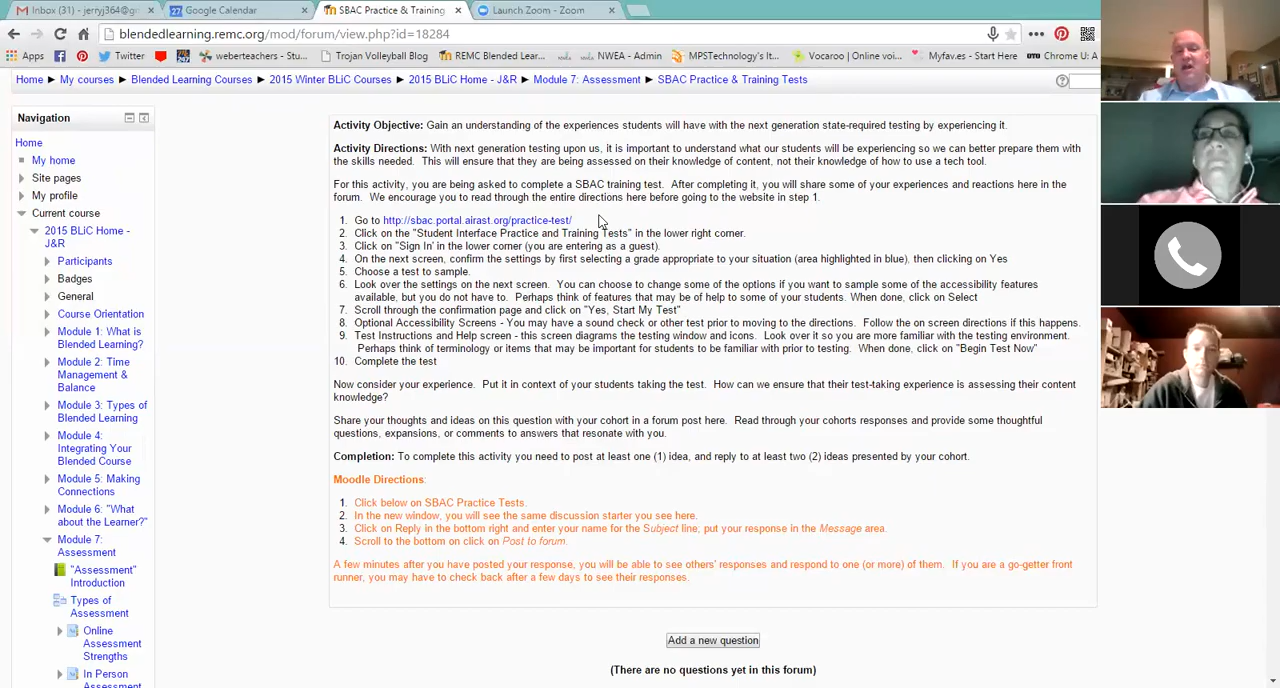 Inbox (31) - jerryj364@gm
Google Calendar
SBAC Practice & Training
Launch Zoom - Zoom
blendedlearning.remc.org/mod/forum/view.php?id=18284
Apps
Twitter
weberteachers - Stu...
Trojan Volleyball Blog
REMC Blended Lear...
NWEA - Admin
MPSTechnology's It...
Vocaroo | Online voi...
Myfav.es - Start Here
Chrome U: A
Home
My courses
Blended Learning Courses
2015 Winter BLiC Courses
2015 BLiC Home - J&R
Module 7: Assessment
SBAC Practice & Training Tests
Navigation
Home
My home
Site pages
My profile
Current course
2015 BLiC Home -
J&R
Participants
Badges
General
Course Orientation
Module 1: What is
Blended Learning?
Module 2: Time
Management &
Balance
Module 3: Types of
Blended Learning
Module 4:
Integrating Your
Blended Course
Module 5: Making
Connections
Module 6: "What
about the Learner?"
Module 7:
Assessment
"Assessment"
Introduction
Types of
Assessment
Online
Assessment
Strengths
In Person
Assessment
Activity Objective: Gain an understanding of the experiences students will have with the next generation state-required testing by experiencing it.
Activity Directions: With next generation testing upon us, it is important to understand what our students will be experiencing so we can better prepare them with
the skills needed. This will ensure that they are being assessed on their knowledge of content, not their knowledge of how to use a tech tool.
For this activity, you are being asked to complete a SBAC training test. After completing it, you will share some of your experiences and reactions here in the
forum. We encourage you to read through the entire directions here before going to the website in step 1.
1. Go to http://sbac.portal.airast.org/practice-test/
2. Click on the "Student Interface Practice and Training Tests" in the lower right corner.
3. Click on "Sign In' in the lower corner (you are entering as a guest).
4. On the next screen, confirm the settings by first selecting a grade appropriate to your situation (area highlighted in blue), then clicking on Yes
5. Choose a test to sample.
6. Look over the settings on the next screen. You can choose to change some of the options if you want to sample some of the accessibility features
available, but you do not have to. Perhaps think of features that may be of help to some of your students. When done, click on Select
7. Scroll through the confirmation page and click on "Yes, Start My Test"
8. Optional Accessibility Screens - You may have a sound check or other test prior to moving to the directions. Follow the on screen directions if this happens.
9. Test Instructions and Help screen - this screen diagrams the testing window and icons. Look over it so you are more familiar with the testing environment.
Perhaps think of terminology or items that may be important for students to be familiar with prior to testing. When done, click on "Begin Test Now"
10. Complete the test
Now consider your experience. Put it in context of your students taking the test. How can we ensure that their test-taking experience is assessing their content
knowledge?
Share your thoughts and ideas on this question with your cohort in a forum post here. Read through your cohorts responses and provide some thoughtful
questions, expansions, or comments to answers that resonate with you.
Completion: To complete this activity you need to post at least one (1) idea, and reply to at least two (2) ideas presented by your cohort.
Moodle Directions:
1. Click below on SBAC Practice Tests.
2. In the new window, you will see the same discussion starter you see here.
3. Click on Reply in the bottom right and enter your name for the Subject line; put your response in the Message area.
4. Scroll to the bottom on click on Post to forum.
A few minutes after you have posted your response, you will be able to see others' responses and respond to one (or more) of them. If you are a go-getter front
runner, you may have to check back after a few days to see their responses.
Add a new question
(There are no questions yet in this forum)